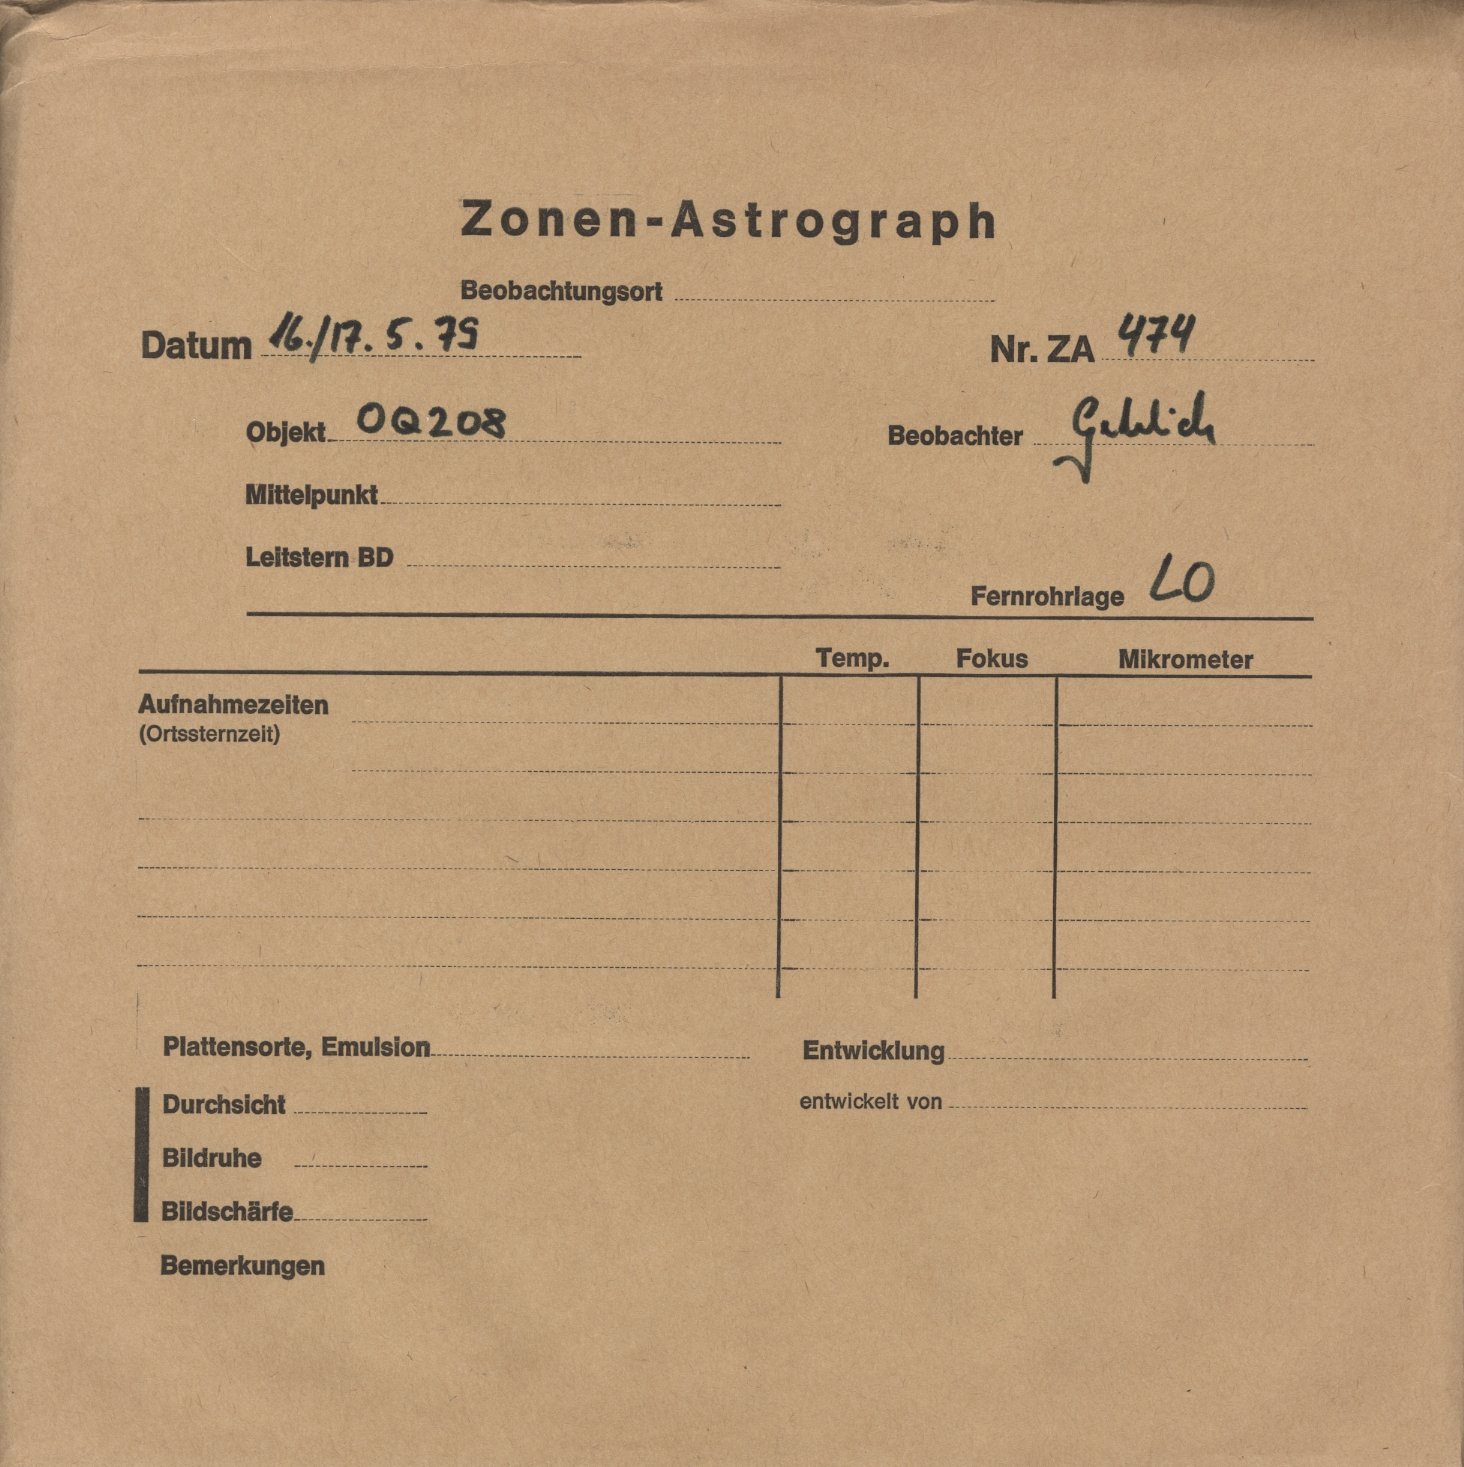 Zonen-Astrograph
Beobachtungsort
Datum 16./17. 5. 79 Nr. ZA 474
Objekt OQ208 Beobachter Gehlich
Mittelpunkt
Leitstern BD
Fernrohrlage LO
Temp. Fokus Mikrometer
Aufnahmezeiten
(Ortssternzeit)
Plattensorte, Emulsion Entwicklung
Durchsicht entwickelt von
Bildruhe
Bildschärfe
Bemerkungen